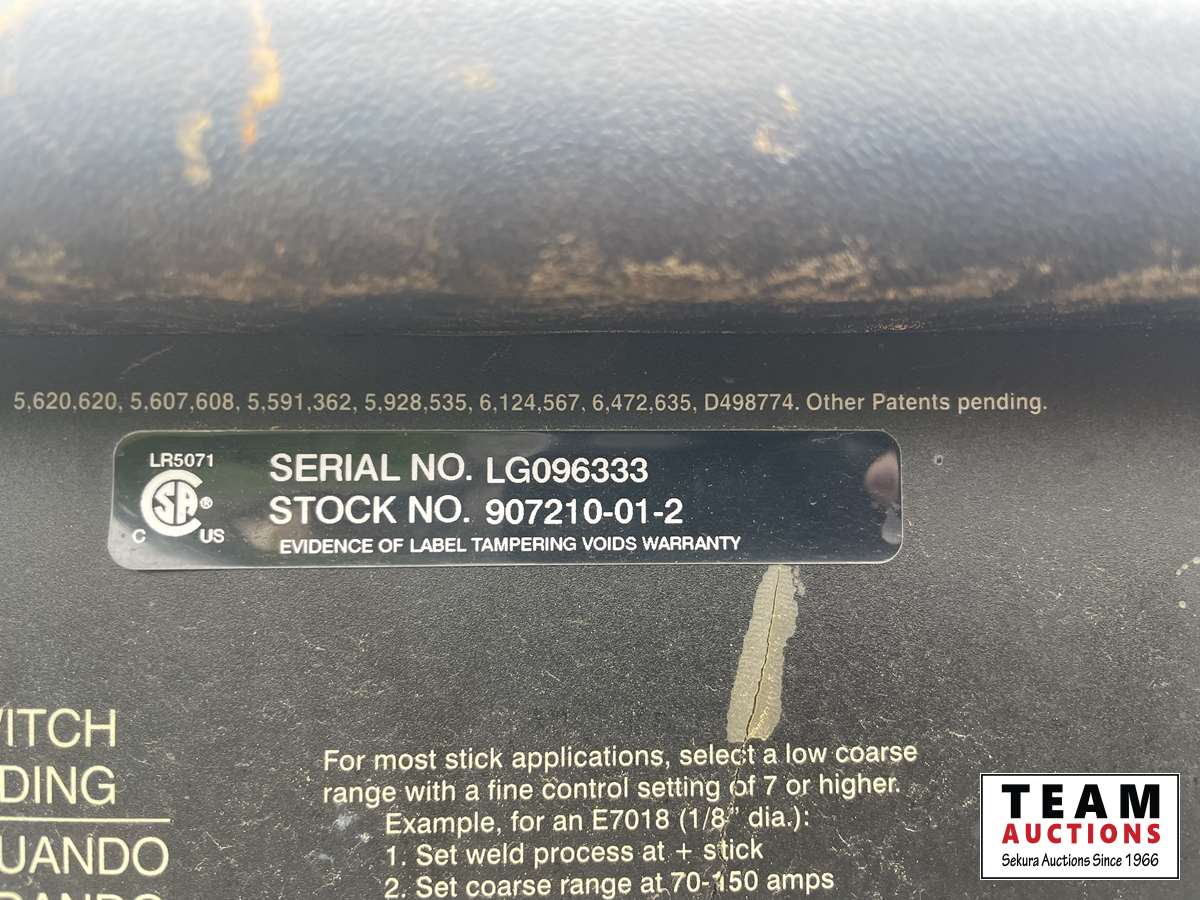 5,620,620, 5,607,608, 5,591,362, 5,928,535, 6,124,567, 6,472,635, D498774. Other Patents pending.
LR5071
SA ®
C US
SERIAL NO. LG096333
STOCK NO. 907210-01-2
EVIDENCE OF LABEL TAMPERING VOIDS WARRANTY
ITCH
DING
UANDO
For most stick applications, select a low coarse
range with a fine control setting of 7 or higher.
Example, for an E7018 (1/8" dia.):
1. Set weld process at + stick
2. Set coarse range at 70-150 amps
TEAM
AUCTIONS
Sekura Auctions Since 1966